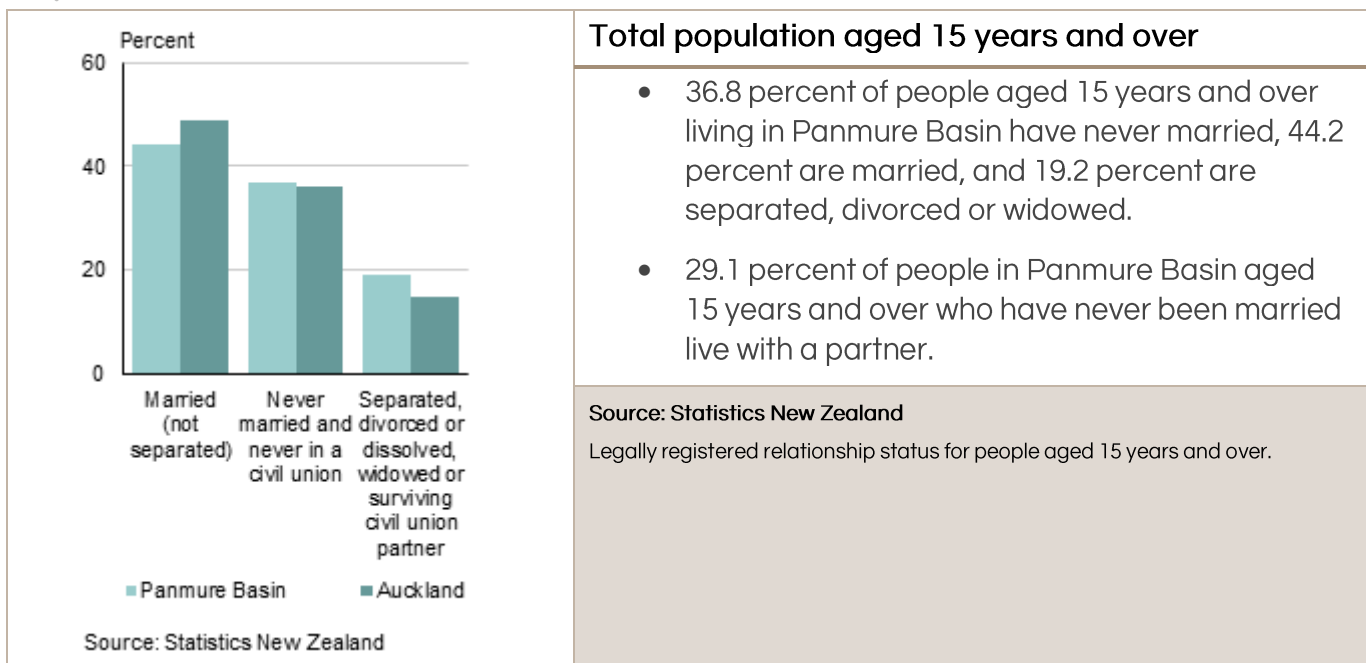 Percent
60
40
20
0
Married
(not
separated)
Never
married and
never in a
civil union
Separated,
divorced or
dissolved,
widowed or
surviving
civil union
partner
Panmure Basin
Auckland
Source: Statistics New Zealand
Total population aged 15 years and over
• 36.8 percent of people aged 15 years and over
living in Panmure Basin have never married, 44.2
percent are married, and 19.2 percent are
separated, divorced or widowed.
• 29.1 percent of people in Panmure Basin aged
15 years and over who have never been married
live with a partner.
Source: Statistics New Zealand
Legally registered relationship status for people aged 15 years and over.